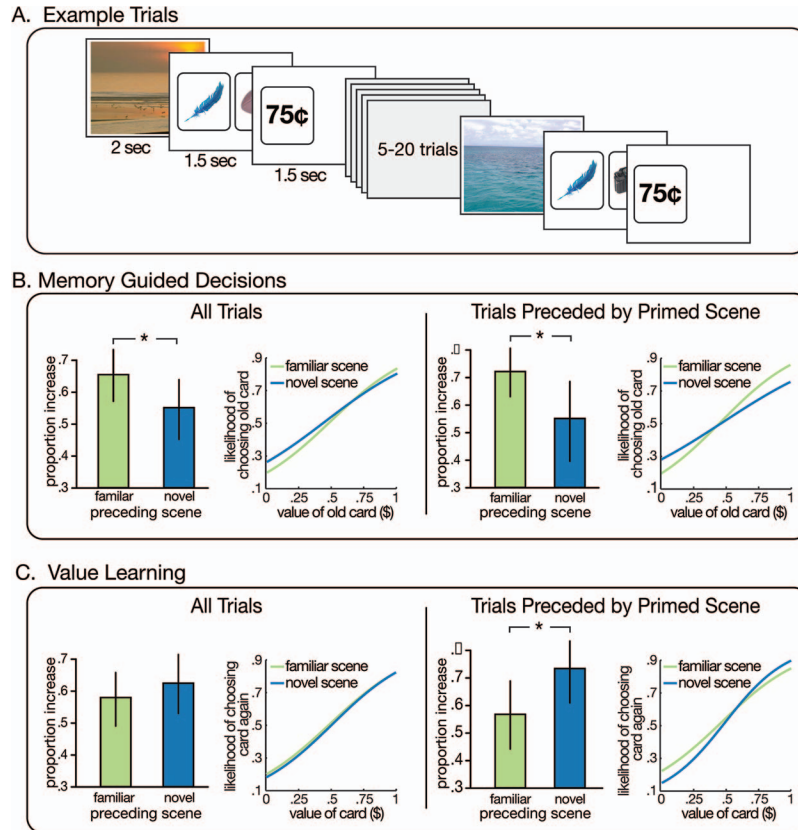 A. Example Trials
2 sec
1.5 sec
75¢
1.5 sec
5-20 trials
75¢
B. Memory Guided Decisions
All Trials
proportion increase
.7
.6
.5
.4
.3
*
familar
novel
preceding scene
likelihood of
choosing old card
.9
.7
.5
.3
.1
familiar scene
novel scene
0
.25
.5
.75
1
value of old card ($)
Trials Preceded by Primed Scene
proportion increase
.▯
.7
.6
.5
.4
.3
*
familiar
novel
preceding scene
likelihood of
choosing old card
.9
.7
.5
.3
.1
familiar scene
novel scene
0
.25
.5
.75
1
value of old card ($)
C. Value Learning
All Trials
proportion increase
.7
.6
.5
.4
.3
familiar
novel
preceding scene
likelihood of choosing
card again
.9
.7
.5
.3
.1
familiar scene
novel scene
0
.25
.5
.75
1
value of card ($)
Trials Preceded by Primed Scene
proportion increase
.▯
.7
.6
.5
.4
.3
*
familiar
novel
preceding scene
likelihood of choosing
card again
.9
.7
.5
.3
.1
familiar scene
novel scene
0
.25
.5
.75
1
value of card ($)